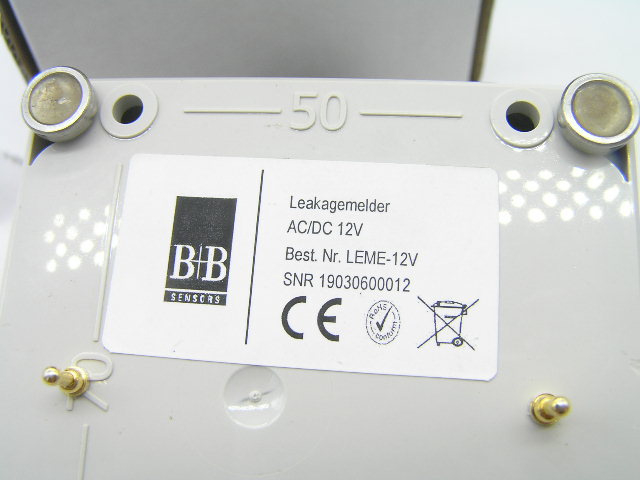 50
Leakagemelder
AC/DC 12V
Best. Nr. LEME-12V
SNR 19030600012
B+B
SENSORS
CE
RoHS
conform